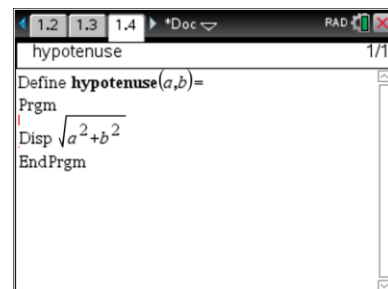 1.2 1.3 1.4 *Doc RAD
hypotenuse 1/1
Define hypotenuse(a,b)=
Prgm
Disp √a²+b²
EndPrgm